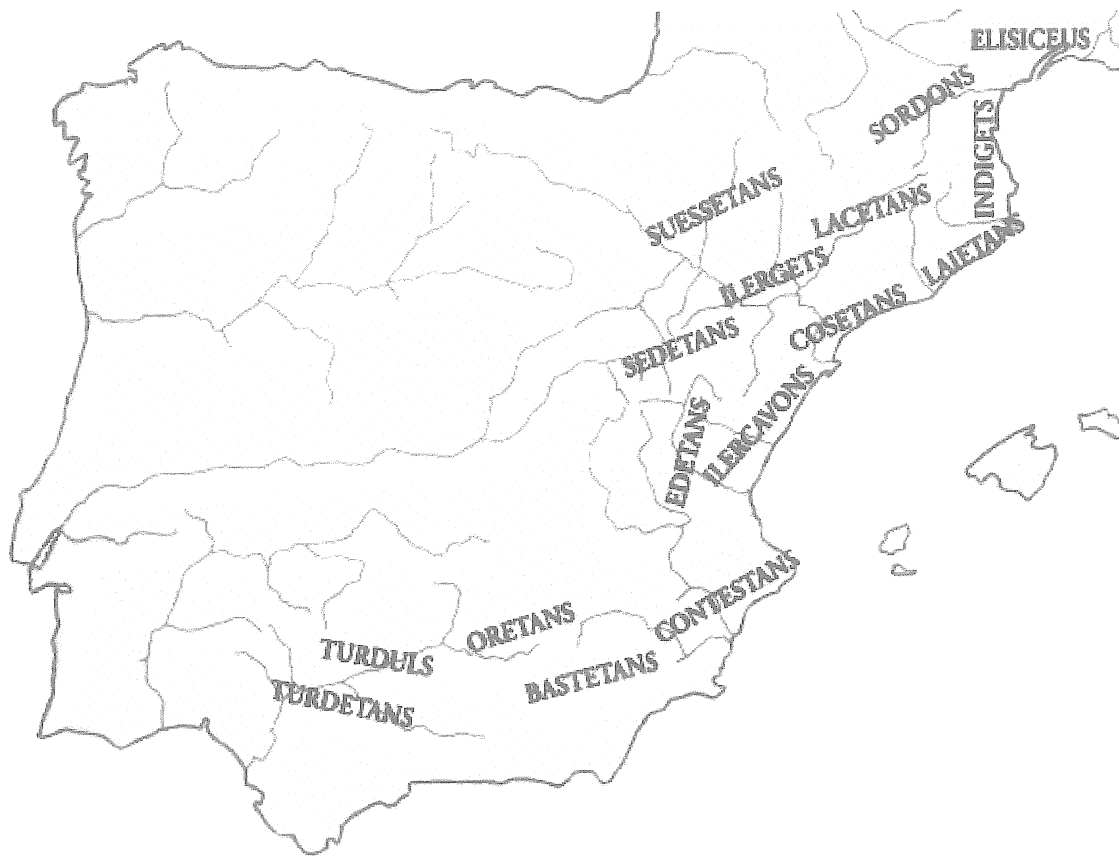 ELISICEUS
SORDONS
INDIGETS
SUESSETANS
LACETANS
LAIETANS
ILERGETS
COSETANS
SEDETANS
EDETANS
ILERCAVONS
CONTESTANS
ORETANS
TURDULS
BASTETANS
TURDETANS